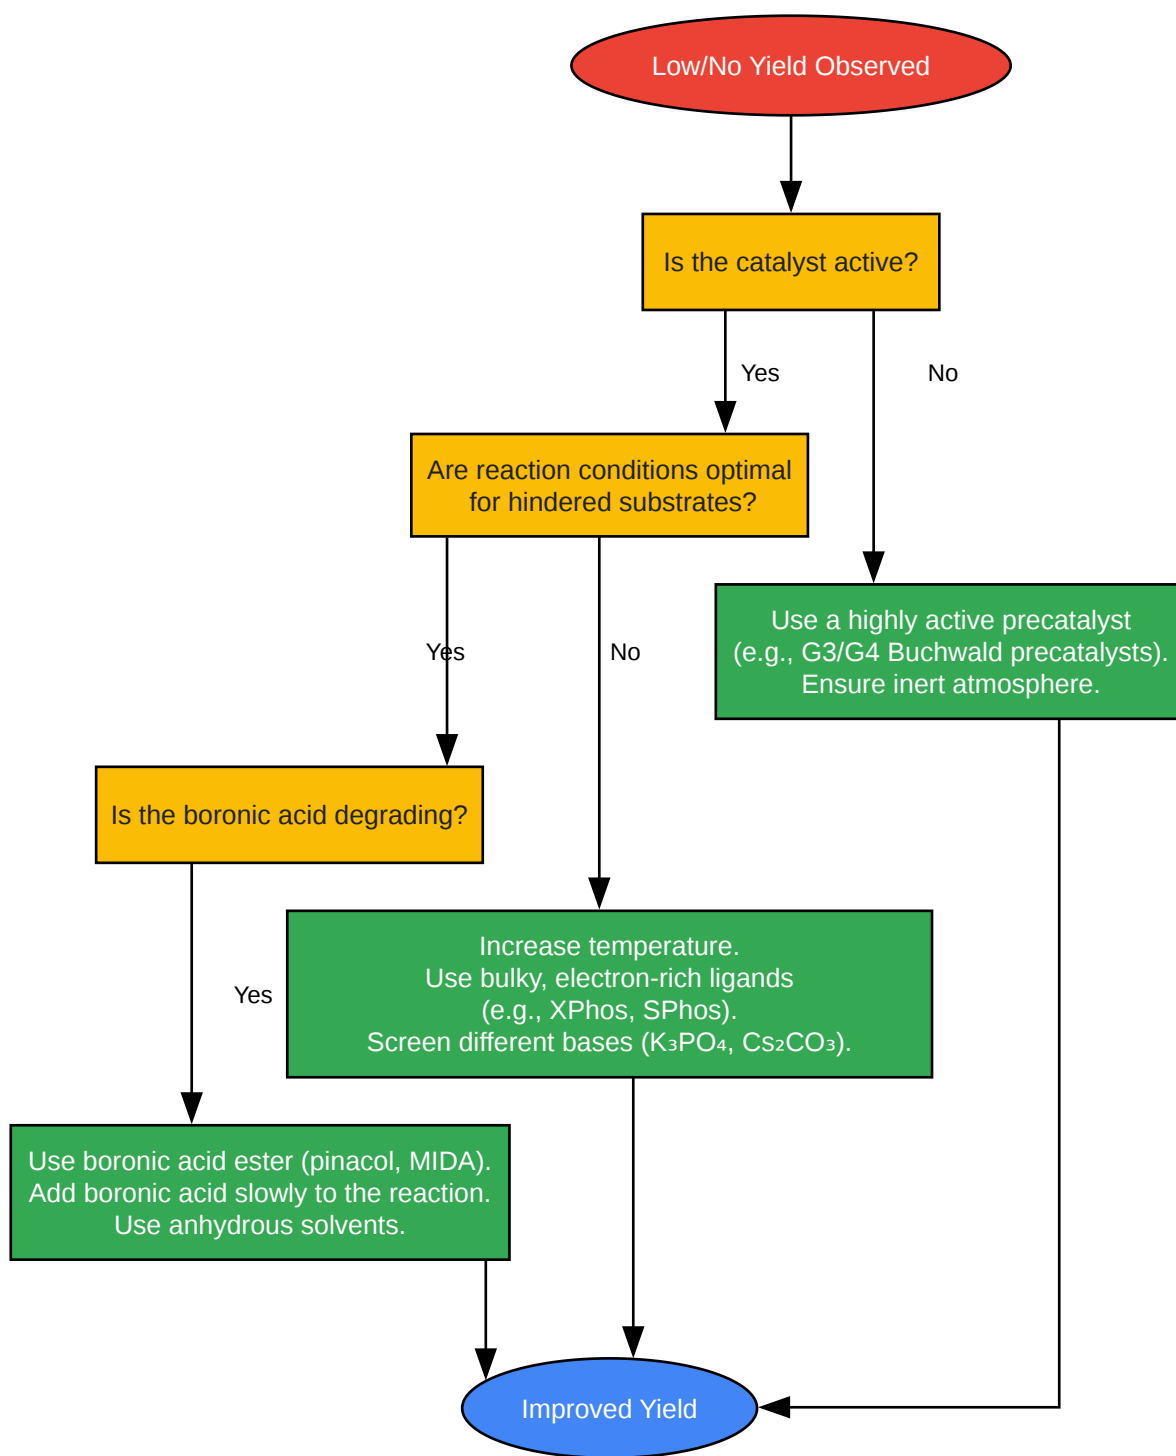 Low/No Yield Observed
Is the catalyst active?
Yes
No
Are reaction conditions optimal
for hindered substrates?
Use a highly active precatalyst
(e.g., G3/G4 Buchwald precatalysts).
Ensure inert atmosphere.
Yes
No
Is the boronic acid degrading?
Increase temperature.
Use bulky, electron-rich ligands
(e.g., XPhos, SPhos).
Screen different bases (K₃PO₄, Cs₂CO₃).
Yes
Use boronic acid ester (pinacol, MIDA).
Add boronic acid slowly to the reaction.
Use anhydrous solvents.
Improved Yield